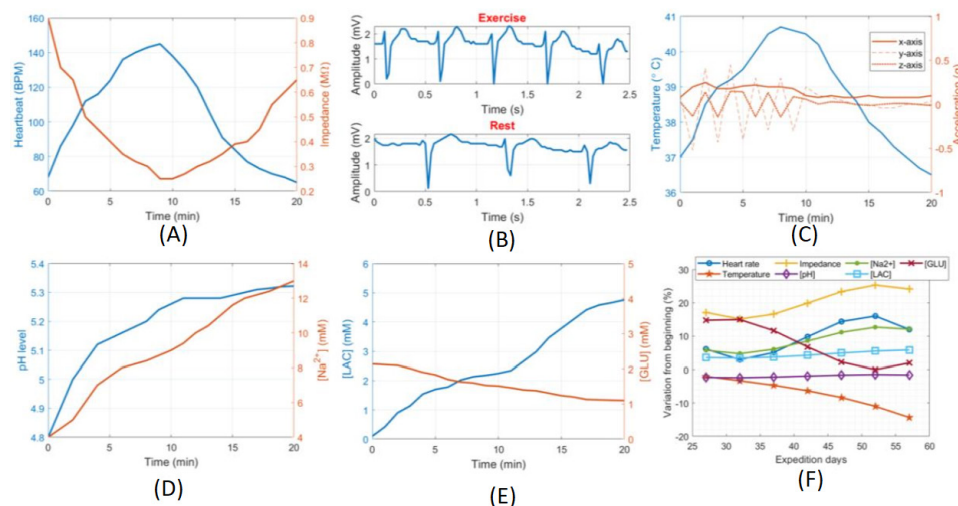 160
140
120
100
80
60
Heartbeat (BPM)
0.9
0.8
0.7
0.6
0.5
0.4
0.3
0.2
0 5 10 15 20
Time (min)
(A)
Exercise
Amplitude (mV)
2
0
0 0.5 1 1.5 2 2.5
Time (s)
Rest
Amplitude (mV)
2
0
0 0.5 1 1.5 2 2.5
Time (s)
(B)
Temperature (° C)
41
40
39
38
37
36
x-axis
y-axis
z-axis
1
0.5
0
-0.5
-1
Acceleration (g)
0 5 10 15 20
Time (min)
(C)
pH level
5.4
5.3
5.2
5.1
5
4.9
4.8
14
12
10
8
6
4
[Na²⁺] (mM)
0 5 10 15 20
Time (min)
(D)
[LAC] (mM)
6
5
4
3
2
1
0
5
4
3
2
1
0
[GLU] (mM)
0 5 10 15 20
Time (min)
(E)
Heart rate Impedance [Na2+] [GLU]
Temperature [pH] [LAC]
Variation from beginning (%)
30
20
10
0
-10
-20
25 30 35 40 45 50 55 60
Expedition days
(F)